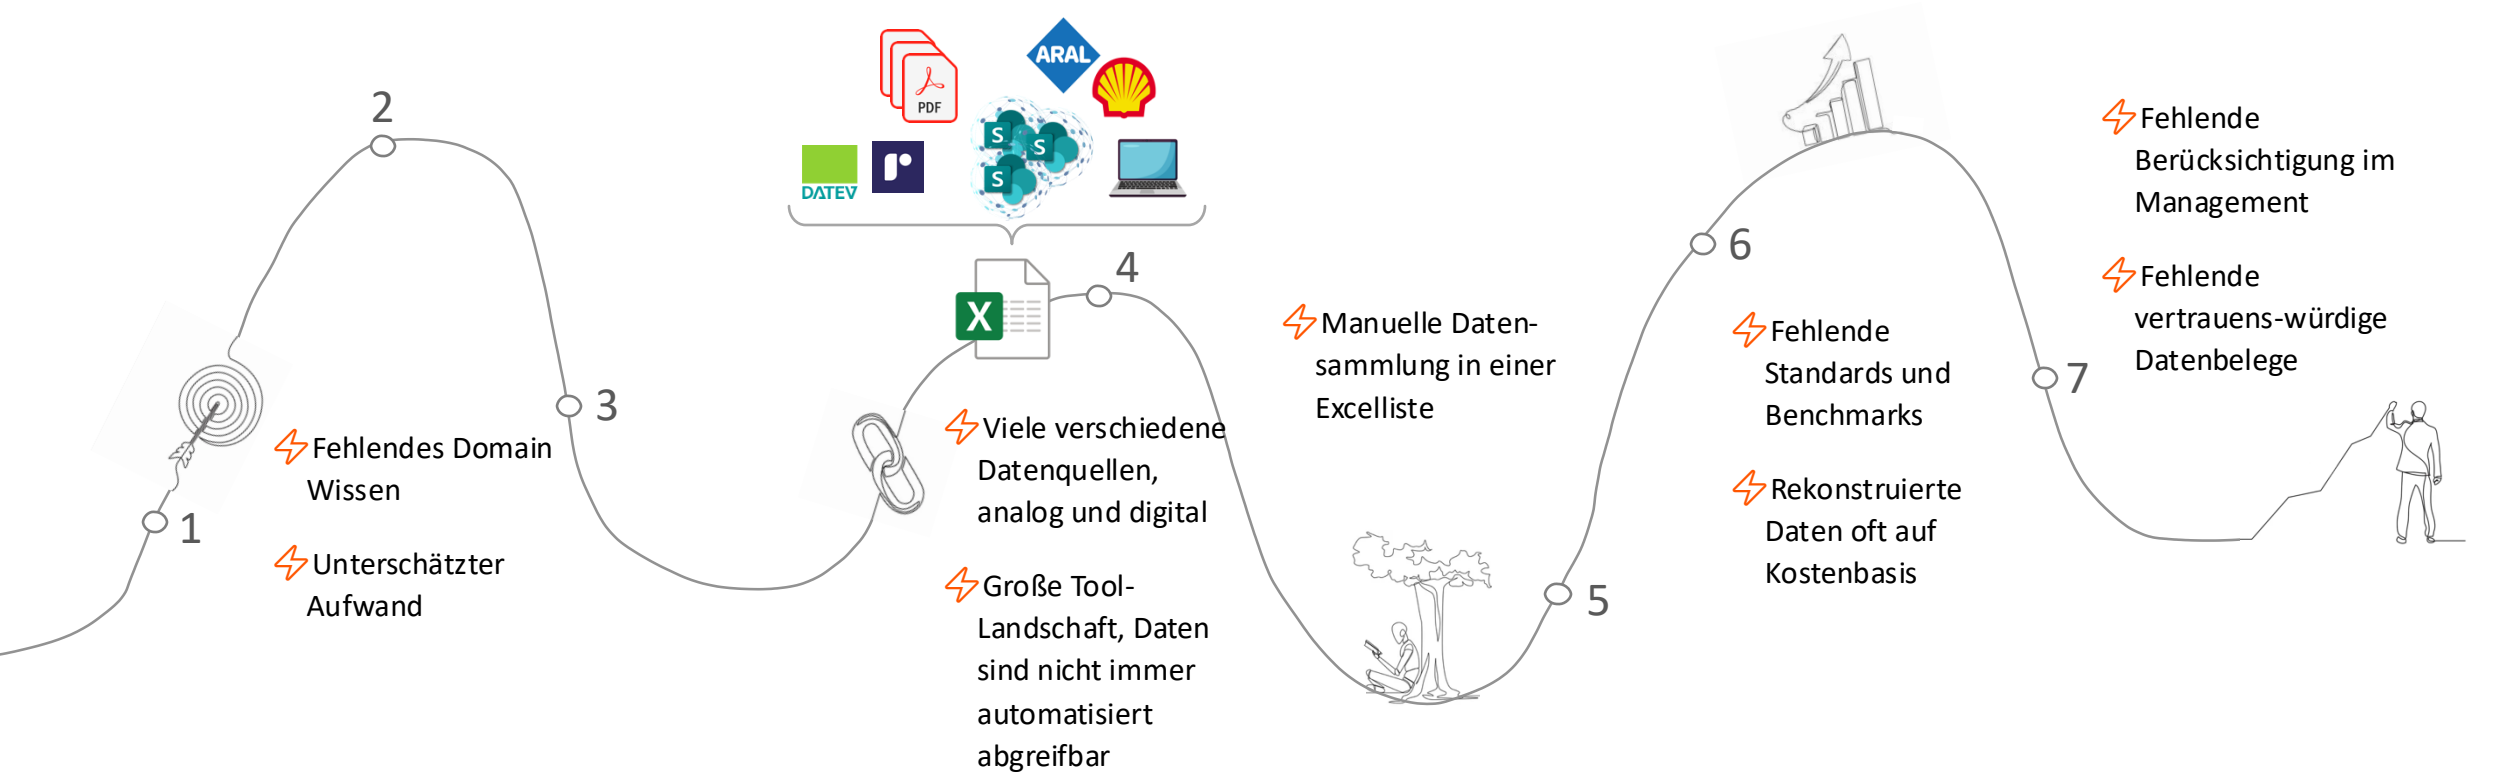 1
2
3
Fehlendes Domain
Wissen
Unterschätzter
Aufwand
PDF
ARAL
DATEV
r
S
S
S
X
4
Viele verschiedene
Datenquellen,
analog und digital
Große Tool-
Landschaft, Daten
sind nicht immer
automatisiert
abgreifbar
Manuelle Daten-
sammlung in einer
Excelliste
5
6
Fehlende
Standards und
Benchmarks
Rekonstruierte
Daten oft auf
Kostenbasis
7
Fehlende
Berücksichtigung im
Management
Fehlende
vertrauens-würdige
Datenbelege